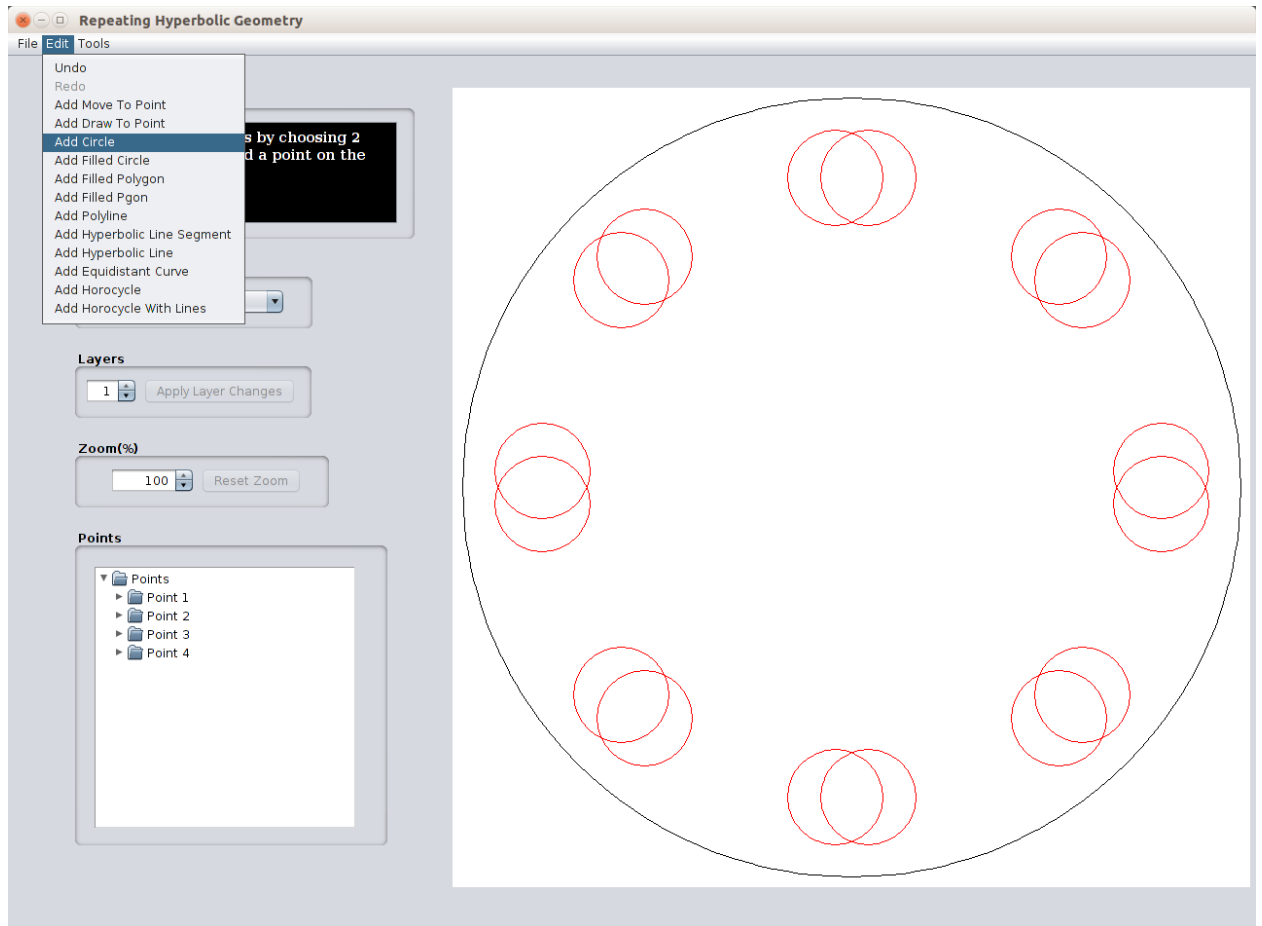 Repeating Hyperbolic Geometry
File Edit Tools
Undo
Redo
Add Move To Point
Add Draw To Point
Add Circle
Add Filled Circle
Add Filled Polygon
Add Filled Pgon
Add Polyline
Add Hyperbolic Line Segment
Add Hyperbolic Line
Add Equidistant Curve
Add Horocycle
Add Horocycle With Lines
s by choosing 2
d a point on the
Layers
1 Apply Layer Changes
Zoom(%)
100 Reset Zoom
Points
Points
Point 1
Point 2
Point 3
Point 4